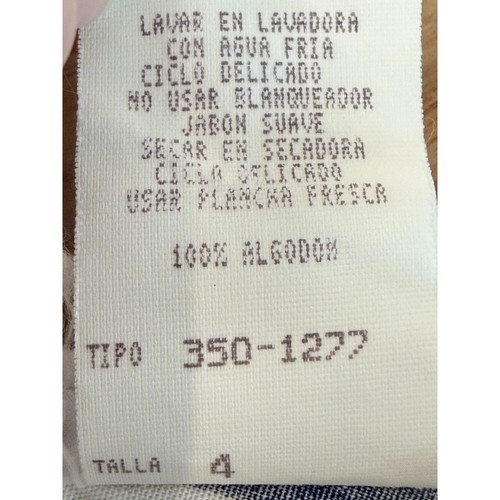 LAVAR EN LAVADORA
CON AGUA FRIA
CICLO DELICADO
NO USAR BLANQUEADOR
JABON SUAVE
SECAR EN SECADORA
CICLO DELICADO
USAR PLANCHA FRESCA
100% ALGODON
TIPO 350-1277
TALLA 4